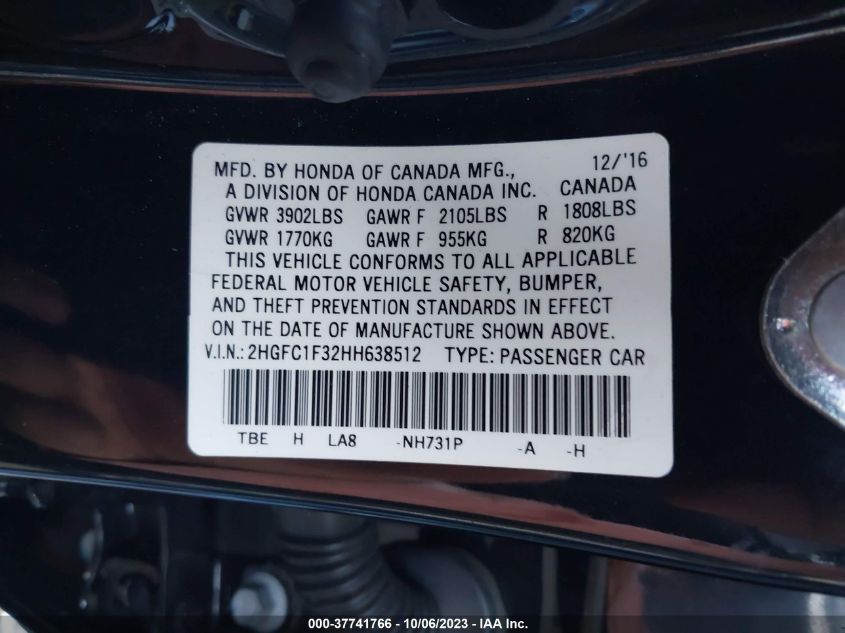 MFD. BY HONDA OF CANADA MFG., 12/'16
A DIVISION OF HONDA CANADA INC. CANADA
GVWR 3902LBS GAWR F 2105LBS R 1808LBS
GVWR 1770KG GAWR F 955KG R 820KG
THIS VEHICLE CONFORMS TO ALL APPLICABLE
FEDERAL MOTOR VEHICLE SAFETY, BUMPER,
AND THEFT PREVENTION STANDARDS IN EFFECT
ON THE DATE OF MANUFACTURE SHOWN ABOVE.
V.I.N.: 2HGFC1F32HH638512 TYPE: PASSENGER CAR
TBE H LA8 -NH731P -A -H
000-37741766 - 10/06/2023 - IAA Inc.